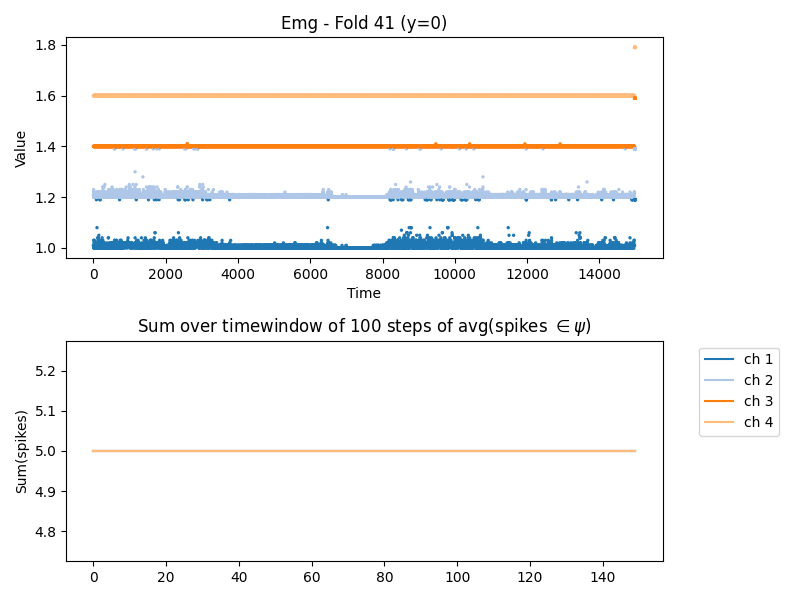 Emg - Fold 41 (y=0)
1.8
1.6
1.4
1.2
1.0
Value
0 2000 4000 6000 8000 10000 12000 14000
Time
Sum over timewindow of 100 steps of avg(spikes ∈ ψ)
5.2
5.1
5.0
4.9
4.8
Sum(spikes)
0 20 40 60 80 100 120 140
ch 1
ch 2
ch 3
ch 4